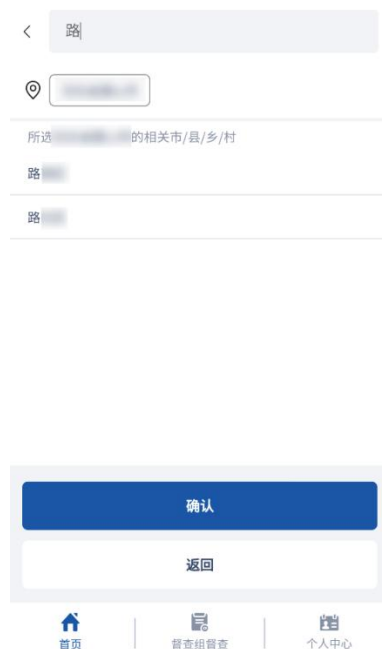 路
所选的相关市/县/乡/村
路
路
确认
返回
首页
督查组督查
个人中心